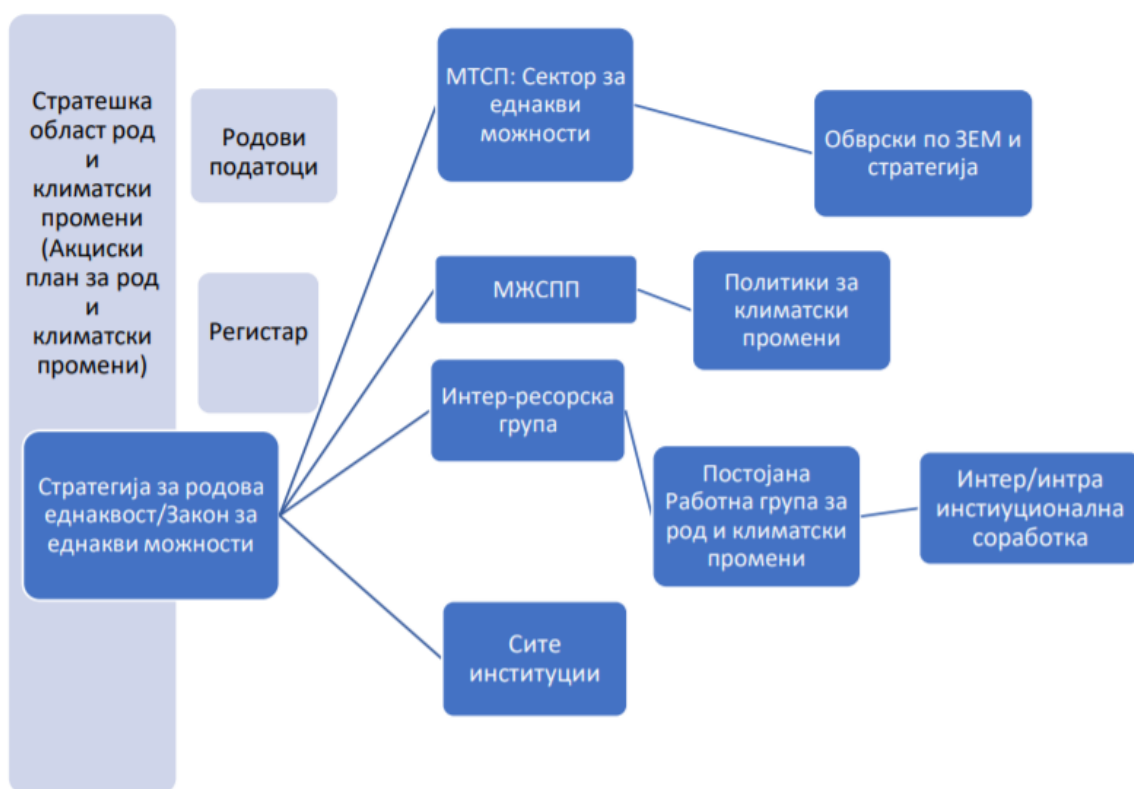 Стратешка
област род
и
климатски
промени
(Акциски
план за род
и
климатски
промени)
Родови
податоци
Регистар
Стратегија за родова
еднаквост/Закон за
еднакви можности
МТСП: Сектор за
еднакви
можности
Обврски по ЗЕМ и
стратегија
МЖСПП
Политики за
климатски
промени
Интер-ресорска
група
Постојана
Работна група за
род и климатски
промени
Интер/интра
инстиуционална
соработка
Сите
институции